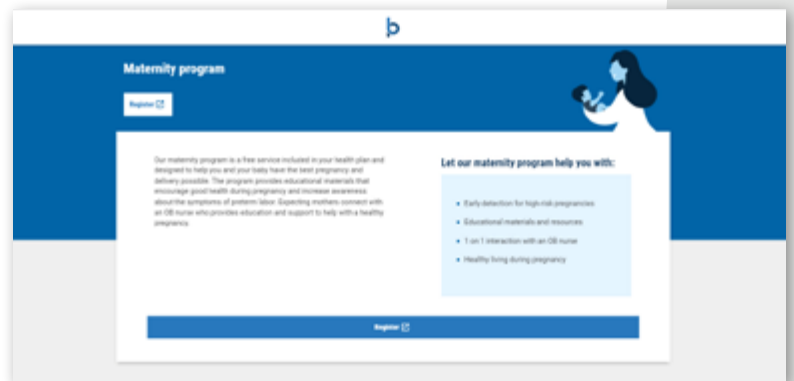 b
Maternity program
Register
Our maternity program is a free service included in your health plan and
designed to help you and your baby have the best pregnancy and
delivery possible. The program provides educational materials that
encourage good health during pregnancy and increase awareness
about the symptoms of preterm labor. Expecting mothers connect with
an OB nurse who provides education and support to help with a healthy
pregnancy.
Let our maternity program help you with:
Early detection for high-risk pregnancies
Educational materials and resources
1 on 1 interaction with an OB nurse
Healthy living during pregnancy
Register